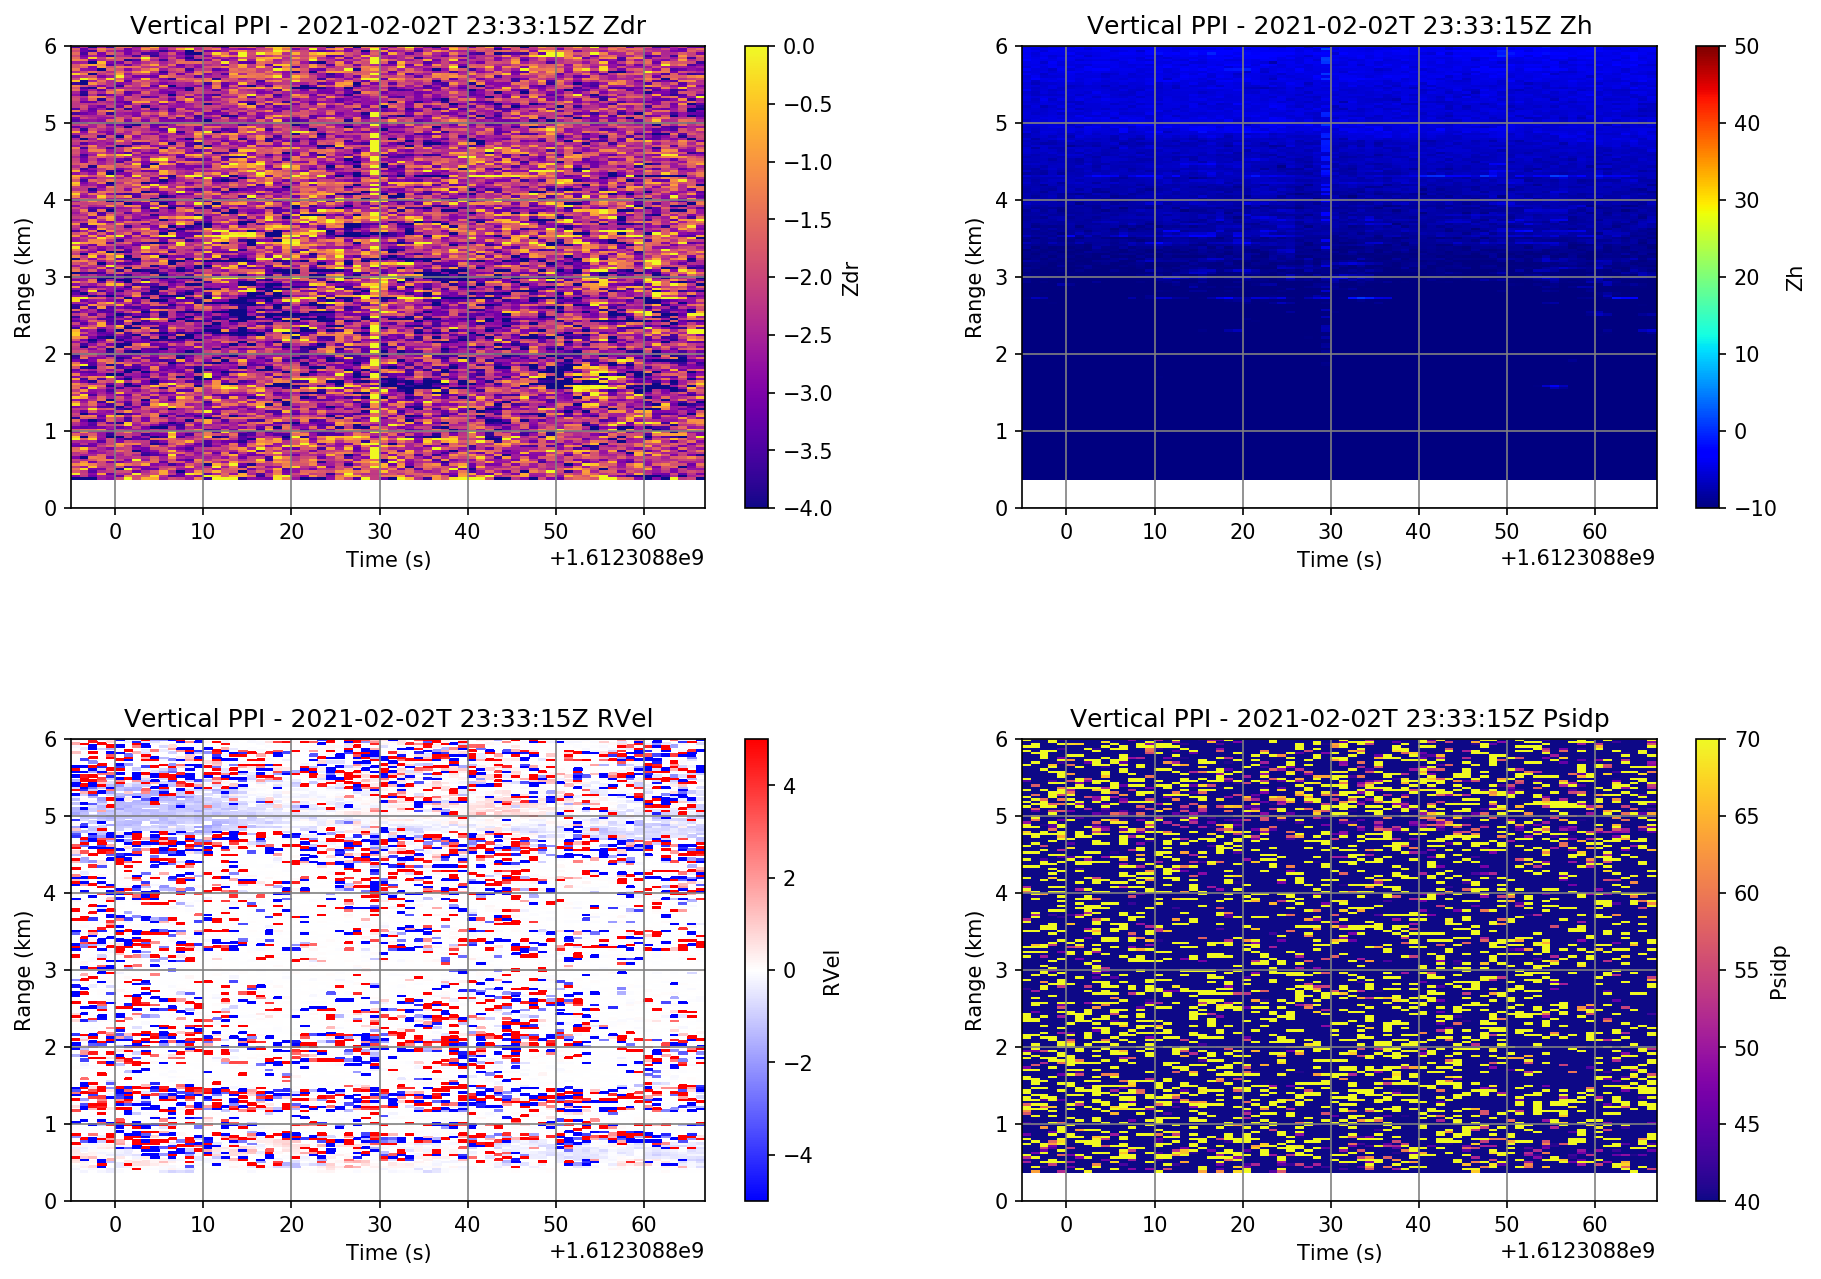 Vertical PPI - 2021-02-02T 23:33:15Z Zdr
6
5
4
3
2
1
0
Range (km)
0 10 20 30 40 50 60
Time (s)
+1.6123088e9
0.0
−0.5
−1.0
−1.5
−2.0
−2.5
−3.0
−3.5
−4.0
Zdr
Vertical PPI - 2021-02-02T 23:33:15Z Zh
6
5
4
3
2
1
0
Range (km)
0 10 20 30 40 50 60
Time (s)
+1.6123088e9
50
40
30
20
10
0
−10
Zh
Vertical PPI - 2021-02-02T 23:33:15Z RVel
6
5
4
3
2
1
0
Range (km)
0 10 20 30 40 50 60
Time (s)
+1.6123088e9
4
2
0
−2
−4
RVel
Vertical PPI - 2021-02-02T 23:33:15Z Psidp
6
5
4
3
2
1
0
Range (km)
0 10 20 30 40 50 60
Time (s)
+1.6123088e9
70
65
60
55
50
45
40
Psidp